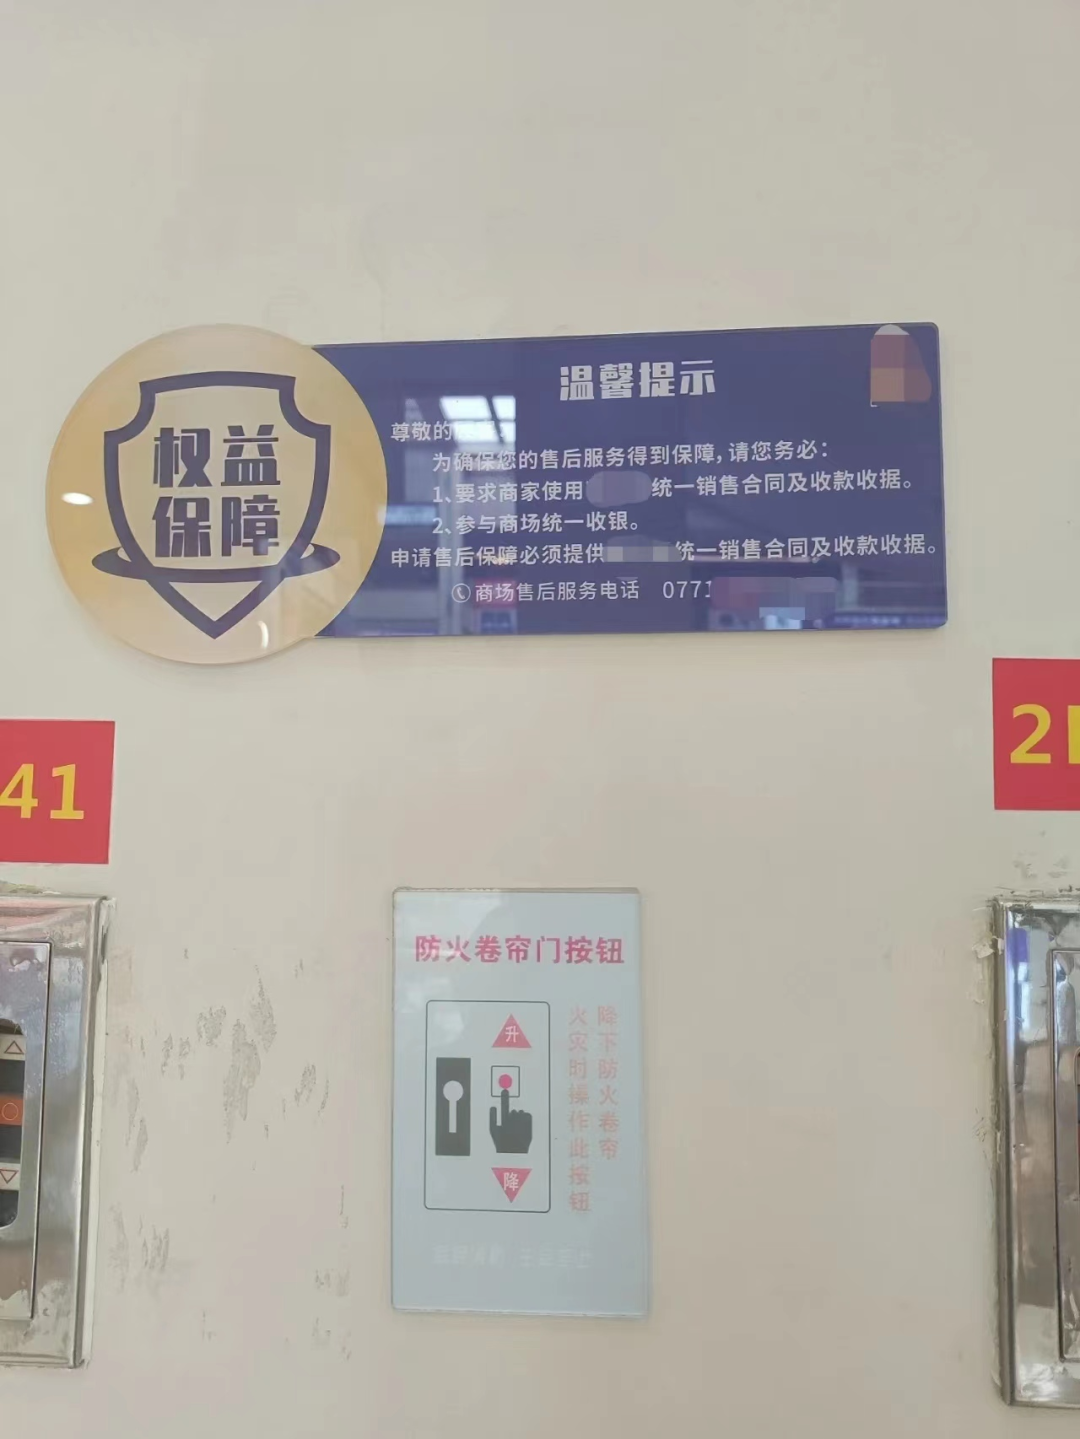 权益
保障
温馨提示
尊敬的
为确保您的售后服务得到保障，请您务必：
1、要求商家使用 统一销售合同及收款收据。
2、参与商场统一收银。
申请售后保障必须提供 统一销售合同及收款收据。
商场售后服务电话 0771
41
2
防火卷帘门按钮
升
降
火灾时操作此按钮
降下防火卷帘